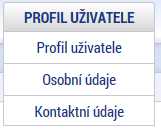 PROFIL UŽIVATELE
Profil uživatele
Osobní údaje
Kontaktní údaje